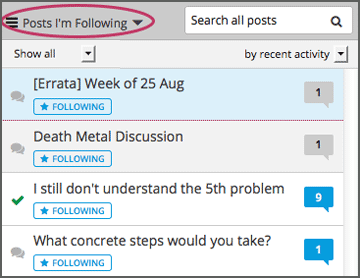 Posts I'm Following
Search all posts
Show all
by recent activity
[Errata] Week of 25 Aug
1
FOLLOWING
Death Metal Discussion
1
FOLLOWING
I still don't understand the 5th problem
9
FOLLOWING
What concrete steps would you take?
1
FOLLOWING